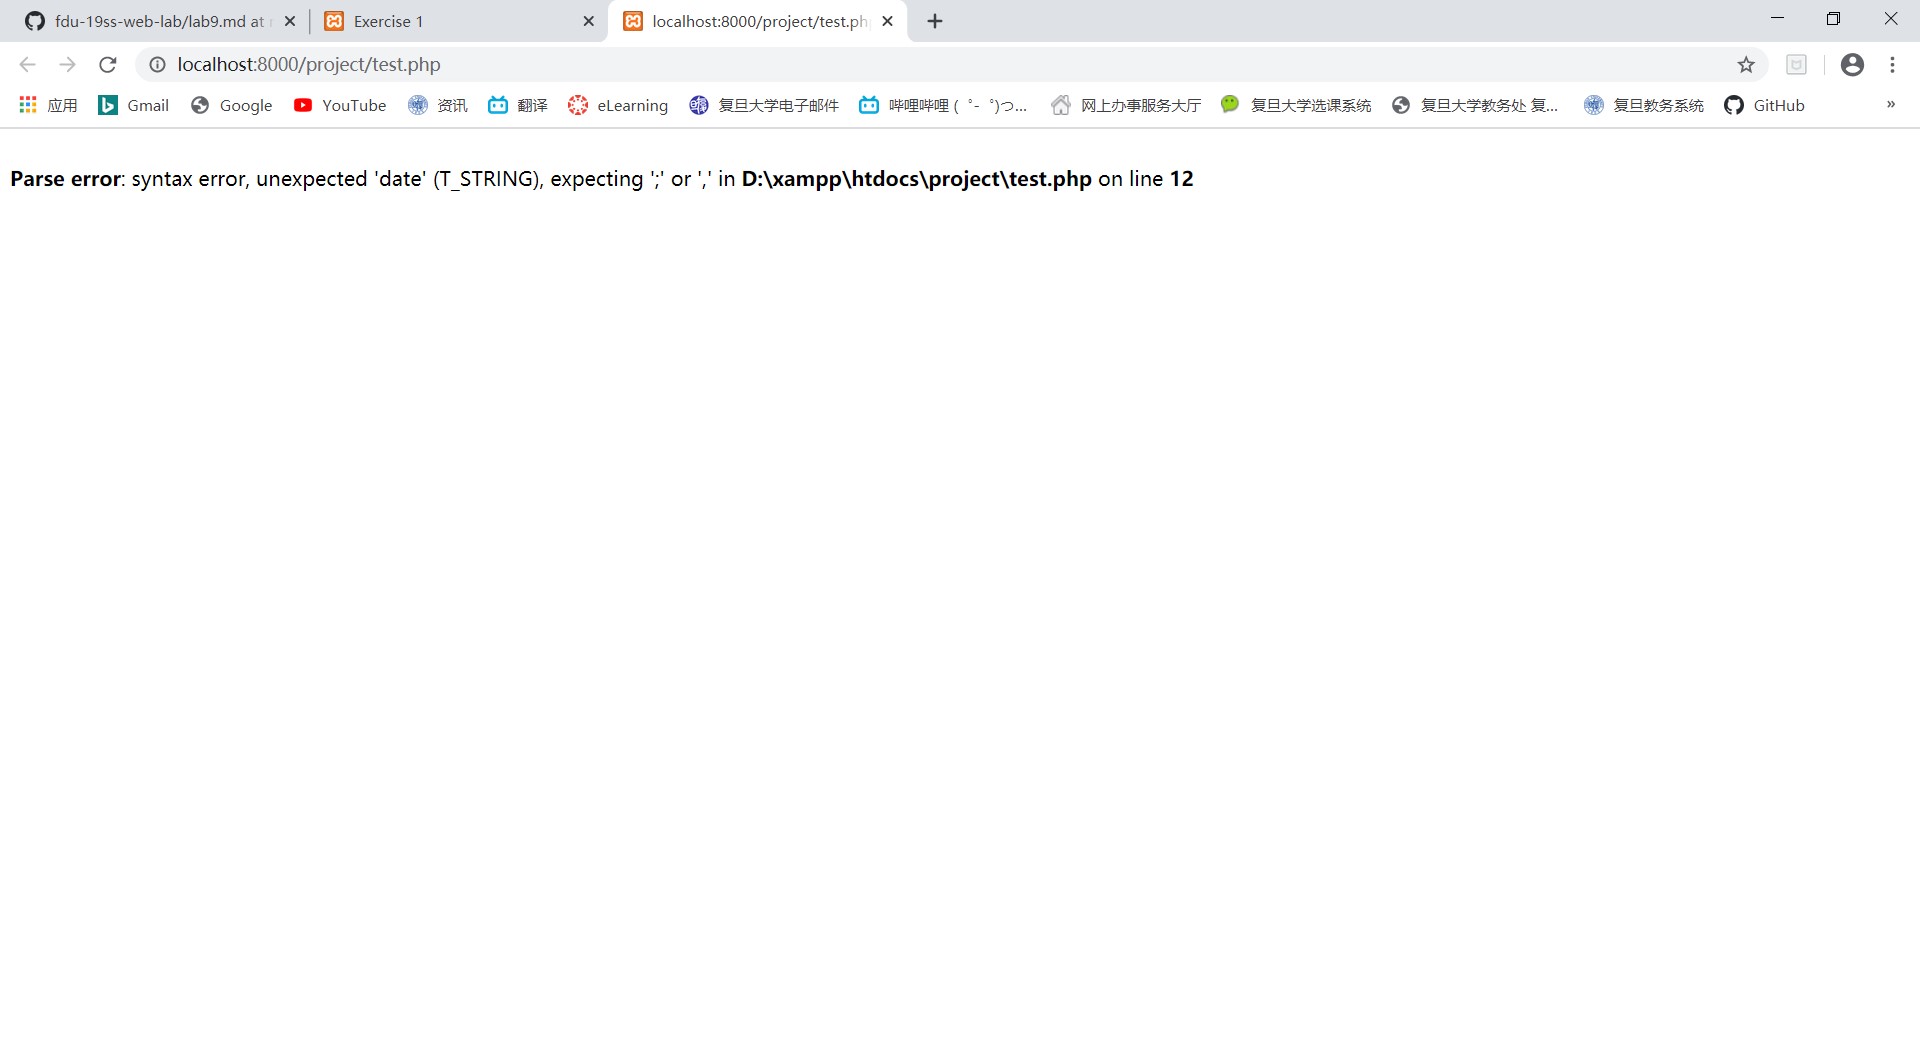 fdu-19ss-web-lab/lab9.md at
Exercise 1
localhost:8000/project/test.ph
localhost:8000/project/test.php
应用 Gmail Google YouTube 资讯 翻译 eLearning 复旦大学电子邮件 哔哩哔哩 ( ゜- ゜)つ... 网上办事服务大厅 复旦大学选课系统 复旦大学教务处 复... 复旦教务系统 GitHub »
Parse error: syntax error, unexpected 'date' (T_STRING), expecting ';' or ',' in D:\xampp\htdocs\project\test.php on line 12